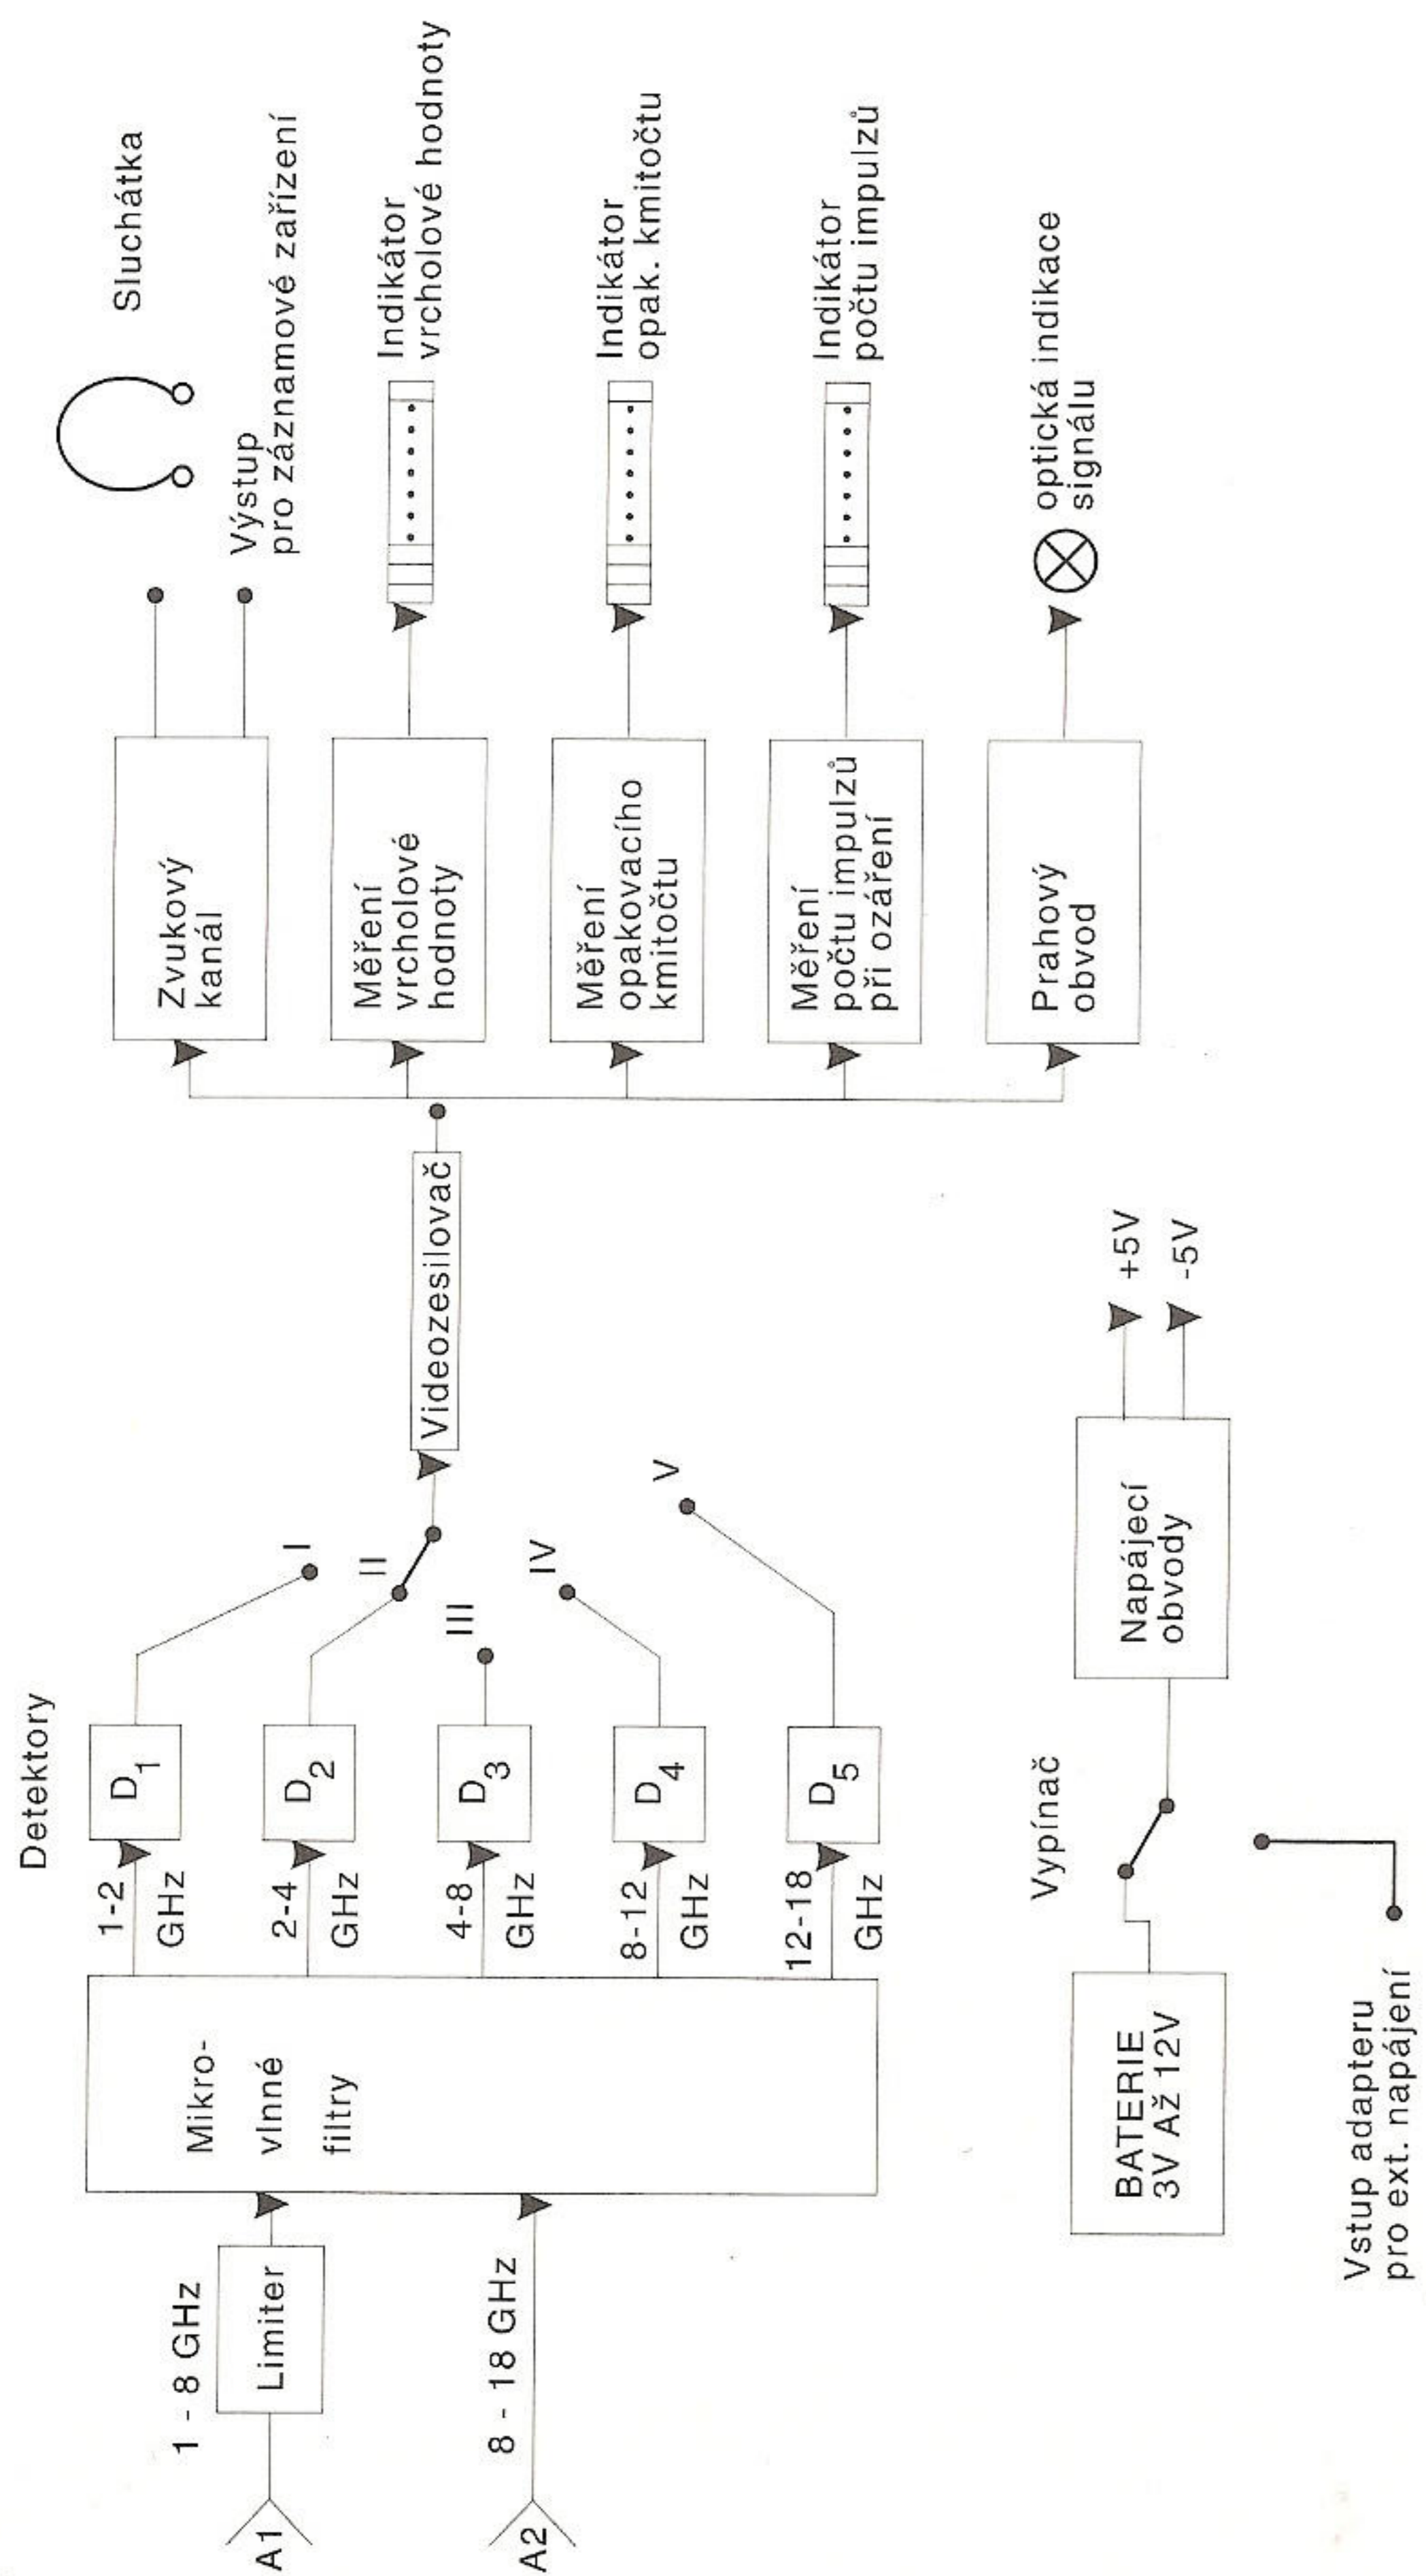 Detektory
A1
1 - 8 GHz
Limiter
A2
8 - 18 GHz
Mikro-
vlnné
filtry
1-2
GHz
D1
I
2-4
GHz
D2
II
4-8
GHz
D3
III
8-12
GHz
D4
IV
12-18
GHz
D5
V
Videozesilovač
Zvukový
kanál
Sluchátka
Výstup
pro záznamové zařízení
Měření
vrcholové
hodnoty
Indikátor
vrcholové hodnoty
Měření
opakovacího
kmitočtu
Indikátor
opak. kmitočtu
Měření
počtu impulzů
při ozáření
Indikátor
počtu impulzů
Prahový
obvod
optická indikace
signálu
BATERIE
3V Až 12V
Vypínač
Napájecí
obvody
+5V
-5V
Vstup adapteru
pro ext. napájení